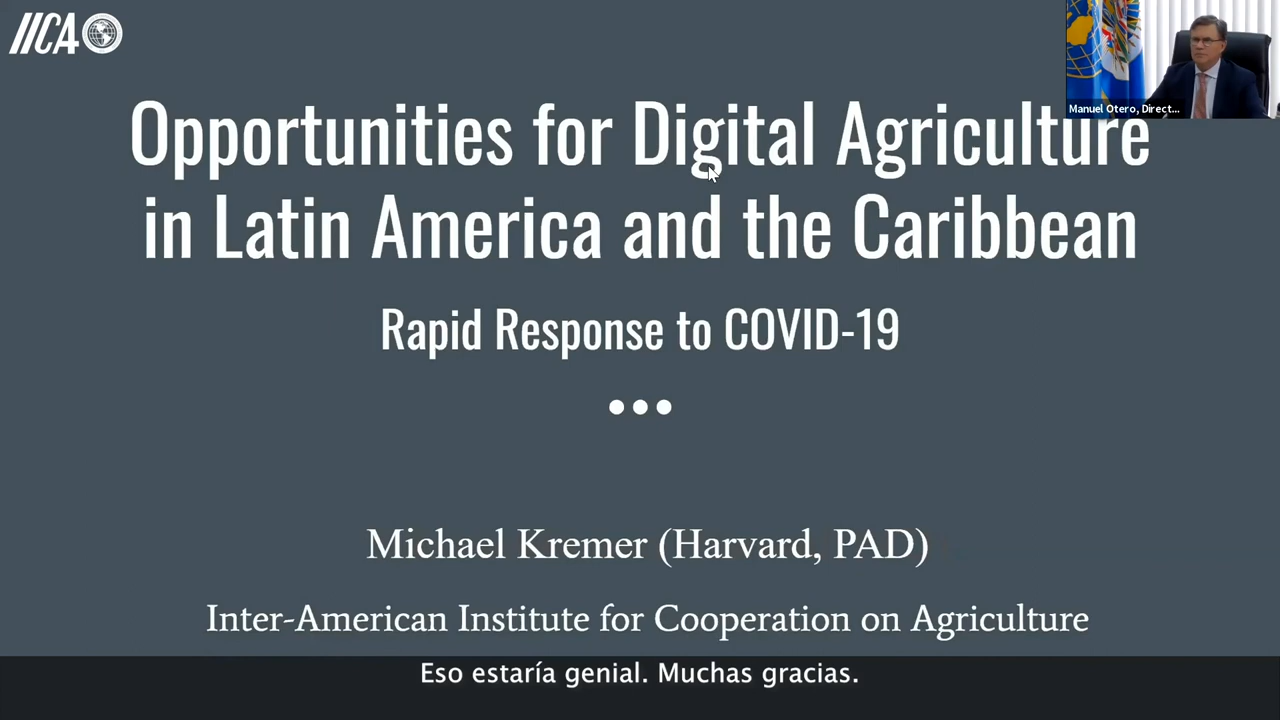 IICA
Manuel Otero, Direct...
Opportunities for Digital Agriculture
in Latin America and the Caribbean
Rapid Response to COVID-19
Michael Kremer (Harvard, PAD)
Inter-American Institute for Cooperation on Agriculture
Eso estaría genial. Muchas gracias.